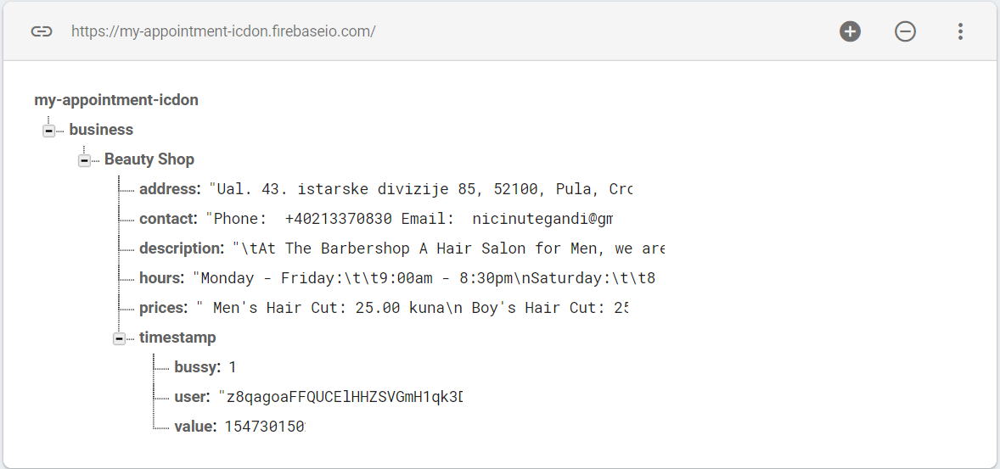 https://my-appointment-icdon.firebaseio.com/
my-appointment-icdon
business
Beauty Shop
address: "Ual. 43. istarske divizije 85, 52100, Pula, Cro
contact: "Phone:  +40213370830 Email:  nicinutegandi@gm
description: "\tAt The Barbershop A Hair Salon for Men, we are
hours: "Monday - Friday:\t\t9:00am - 8:30pm\nSaturday:\t\t8
prices: " Men's Hair Cut: 25.00 kuna\n Boy's Hair Cut: 25
timestamp
bussy: 1
user: "z8qagoaFFQUCElHHZSVGmH1qk3D
value: 154730150